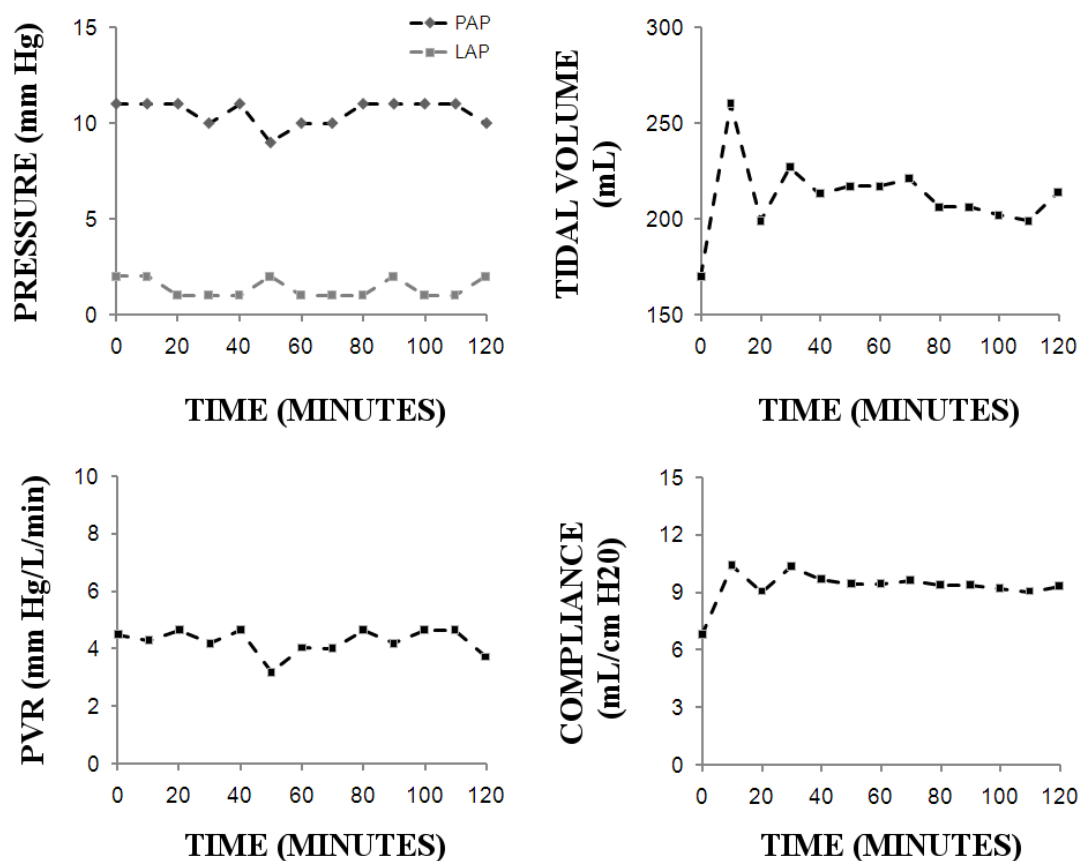 PRESSURE (mm Hg)
15
10
5
0
PAP
LAP
0 20 40 60 80 100 120
TIME (MINUTES)
TIDAL VOLUME
(mL)
300
250
200
150
0 20 40 60 80 100 120
TIME (MINUTES)
PVR (mm Hg/L/min)
10
8
6
4
2
0
0 20 40 60 80 100 120
TIME (MINUTES)
COMPLIANCE
(mL/cm H20)
15
12
9
6
3
0
0 20 40 60 80 100 120
TIME (MINUTES)